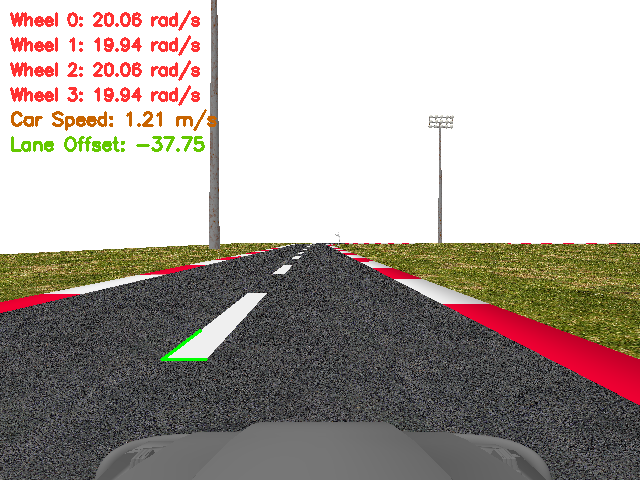 Wheel 0: 20.06 rad/s
Wheel 1: 19.94 rad/s
Wheel 2: 20.06 rad/s
Wheel 3: 19.94 rad/s
Car Speed: 1.21 m/s
Lane Offset: -37.75